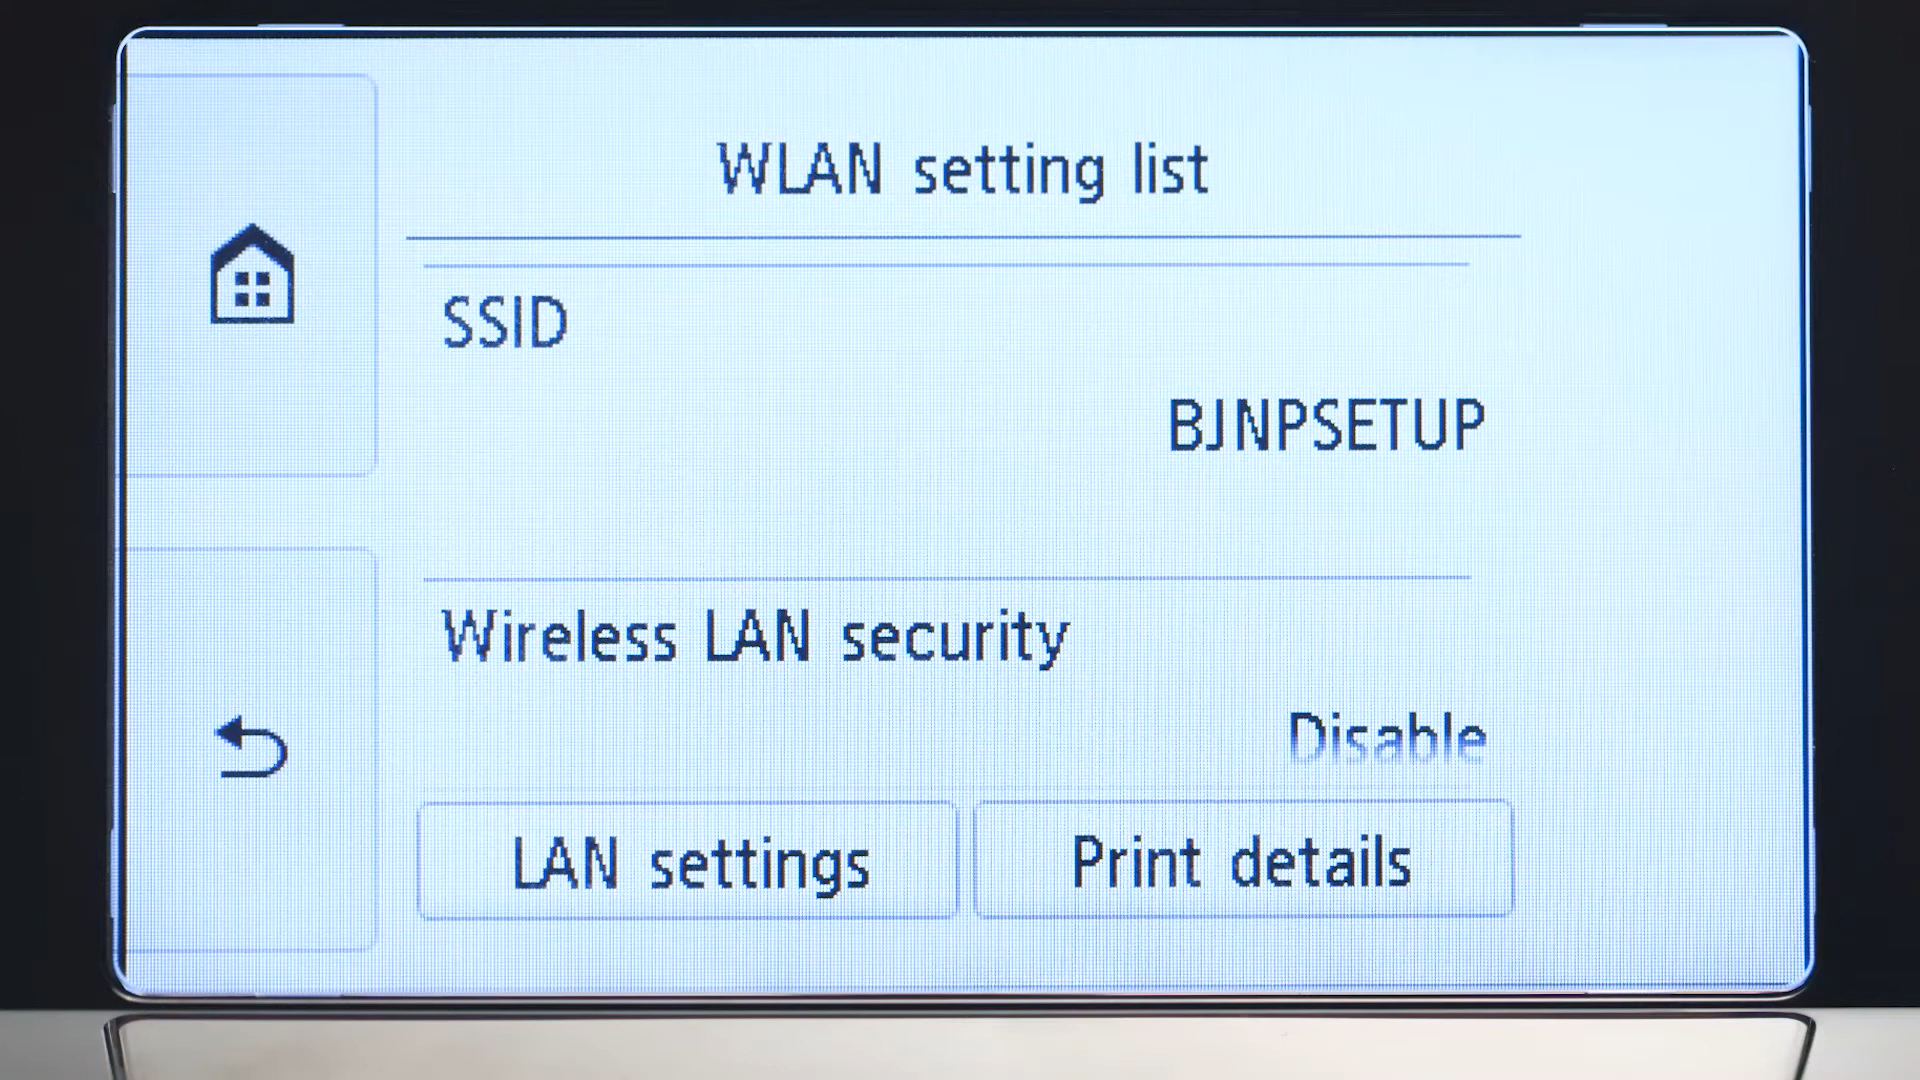 WLAN setting list
SSID
BJNPSETUP
Wireless LAN security
Disable
LAN settings
Print details